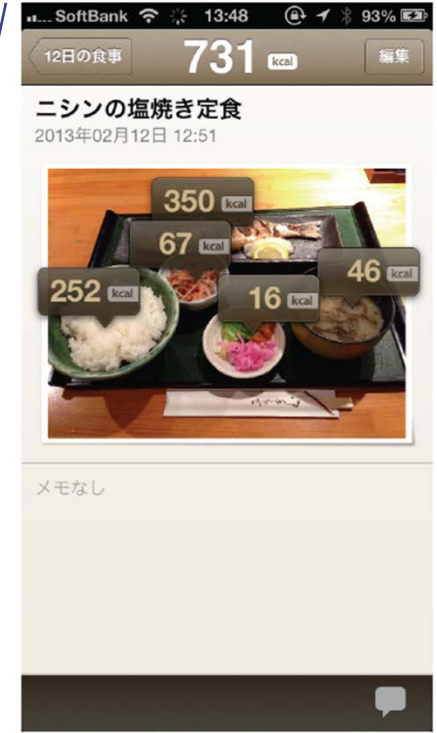 SoftBank 13:48 93%
12日の食事 731 kcal 編集
ニシンの塩焼き定食
2013年02月12日 12:51
350 kcal
67 kcal
46 kcal
252 kcal
16 kcal
メモなし